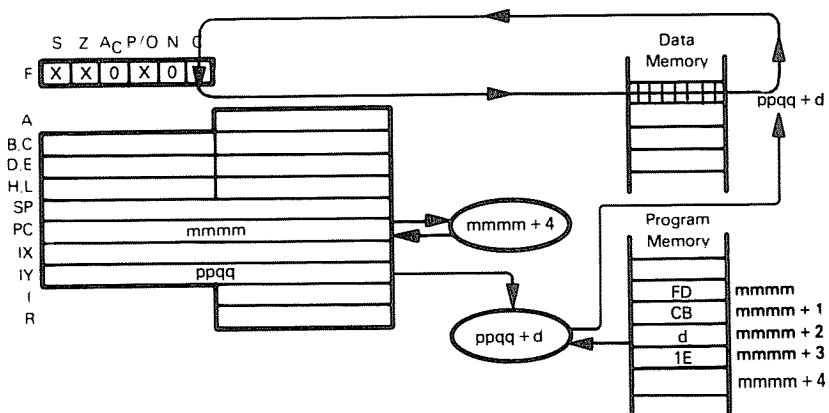 S Z AC P/O N C
F X X 0 X 0
Data
Memory
ppqq + d
A
B,C
D,E
H,L
SP
PC mmmm
IX
IY ppqq
I
R
mmmm + 4
ppqq + d
Program
Memory
FD mmmm
CB mmmm + 1
d mmmm + 2
1E mmmm + 3
mmmm + 4